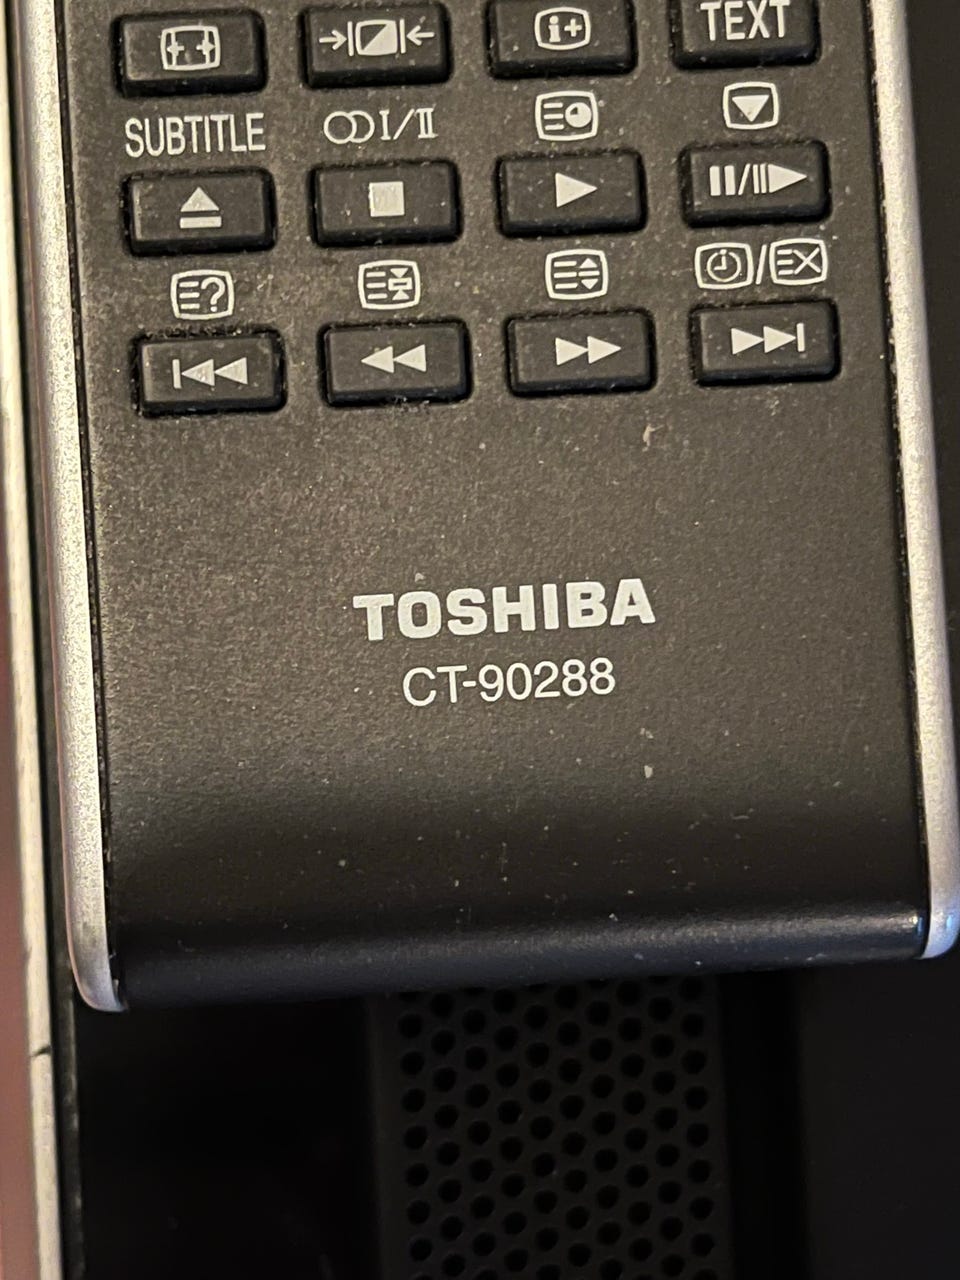 TEXT
SUBTITLE I/II
TOSHIBA
CT-90288